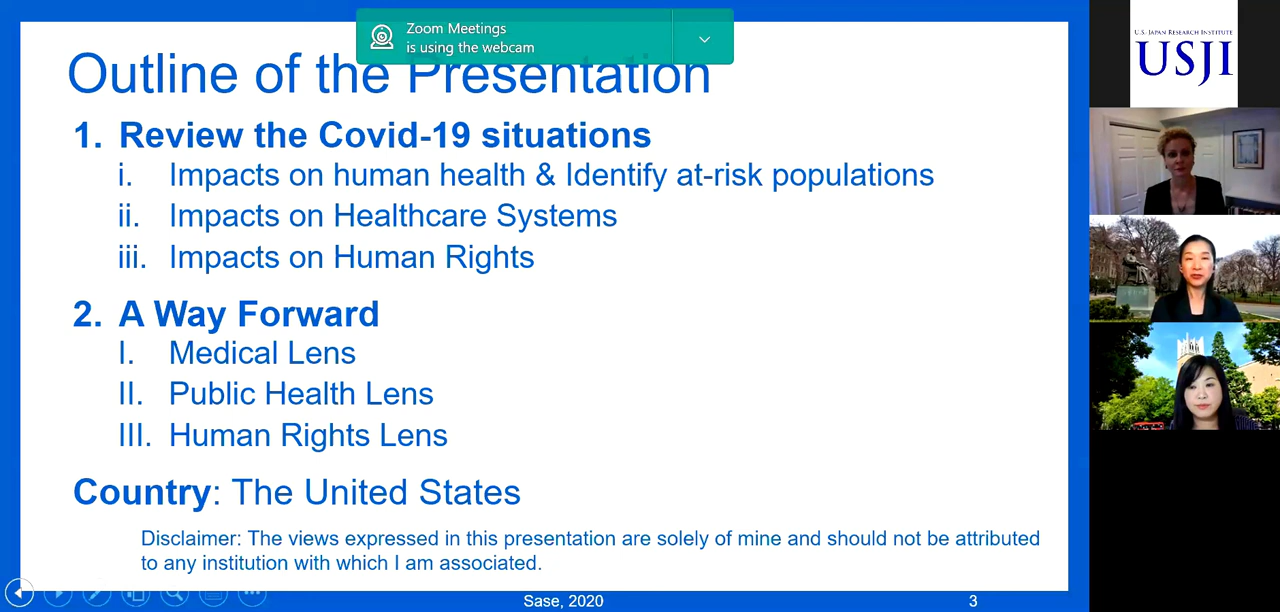 Zoom Meetings
is using the webcam
Outline of the Presentation
1. Review the Covid-19 situations
i. Impacts on human health & Identify at-risk populations
ii. Impacts on Healthcare Systems
iii. Impacts on Human Rights
2. A Way Forward
I. Medical Lens
II. Public Health Lens
III. Human Rights Lens
Country: The United States
Disclaimer: The views expressed in this presentation are solely of mine and should not be attributed
to any institution with which I am associated.
Sase, 2020
3
U.S. JAPAN RESEARCH INSTITUTE
USJI